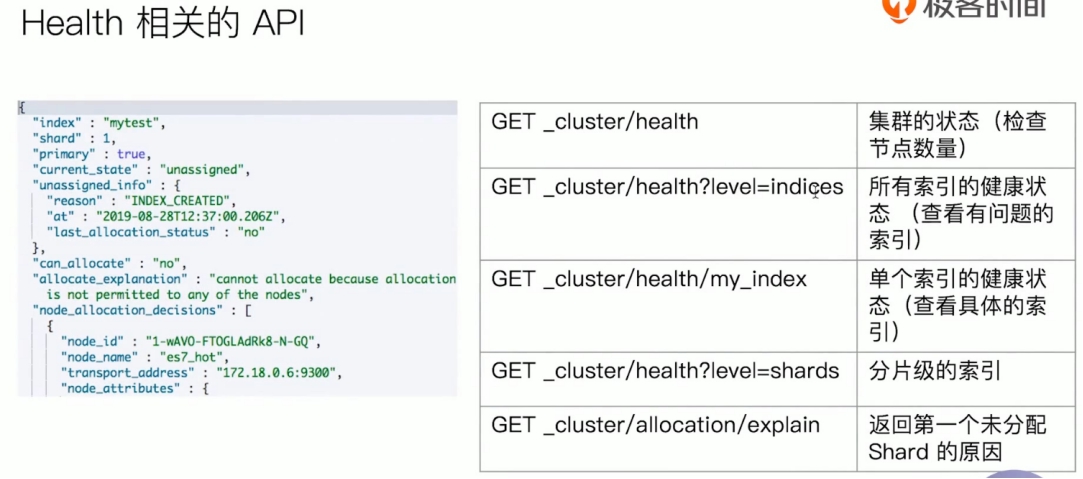 Health 相关的 API
极客时间
{
"index" : "mytest",
"shard" : 1,
"primary" : true,
"current_state" : "unassigned",
"unassigned_info" : {
"reason" : "INDEX_CREATED",
"at" : "2019-08-28T12:37:00.206Z",
"last_allocation_status" : "no"
},
"can_allocate" : "no",
"allocate_explanation" : "cannot allocate because allocation
is not permitted to any of the nodes",
"node_allocation_decisions" : [
{
"node_id" : "1-wAVO-FTOGLAdRk8-N-GQ",
"node_name" : "es7_hot",
"transport_address" : "172.18.0.6:9300",
"node_attributes" : {
GET _cluster/health
集群的状态（检查
节点数量）
GET _cluster/health?level=indices
所有索引的健康状
态 （查看有问题的
索引）
GET _cluster/health/my_index
单个索引的健康状
态（查看具体的索
引）
GET _cluster/health?level=shards
分片级的索引
GET _cluster/allocation/explain
返回第一个未分配
Shard 的原因